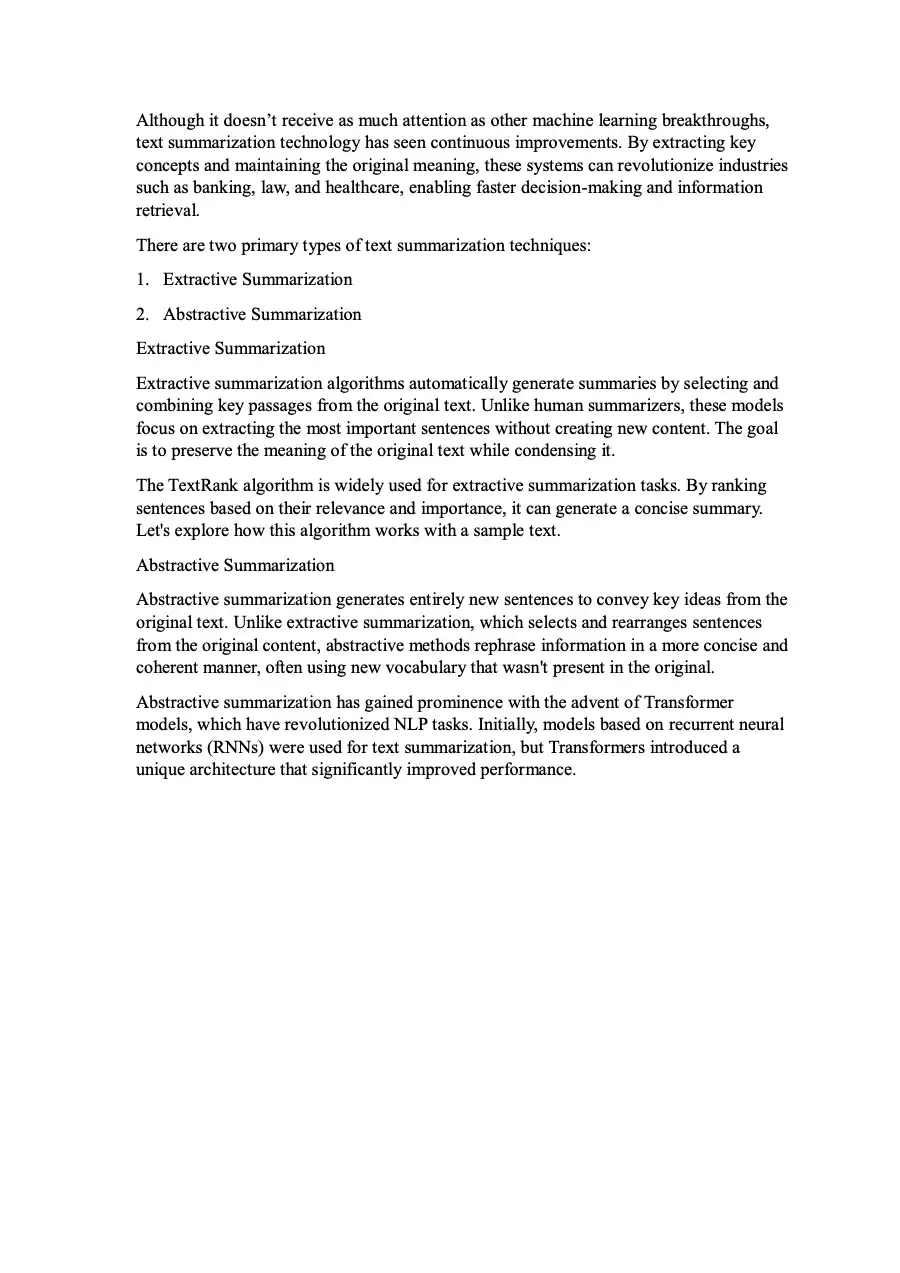 Although it doesn’t receive as much attention as other machine learning breakthroughs,
text summarization technology has seen continuous improvements. By extracting key
concepts and maintaining the original meaning, these systems can revolutionize industries
such as banking, law, and healthcare, enabling faster decision-making and information
retrieval.
There are two primary types of text summarization techniques:
1. Extractive Summarization
2. Abstractive Summarization
Extractive Summarization
Extractive summarization algorithms automatically generate summaries by selecting and
combining key passages from the original text. Unlike human summarizers, these models
focus on extracting the most important sentences without creating new content. The goal
is to preserve the meaning of the original text while condensing it.
The TextRank algorithm is widely used for extractive summarization tasks. By ranking
sentences based on their relevance and importance, it can generate a concise summary.
Let's explore how this algorithm works with a sample text.
Abstractive Summarization
Abstractive summarization generates entirely new sentences to convey key ideas from the
original text. Unlike extractive summarization, which selects and rearranges sentences
from the original content, abstractive methods rephrase information in a more concise and
coherent manner, often using new vocabulary that wasn't present in the original.
Abstractive summarization has gained prominence with the advent of Transformer
models, which have revolutionized NLP tasks. Initially, models based on recurrent neural
networks (RNNs) were used for text summarization, but Transformers introduced a
unique architecture that significantly improved performance.